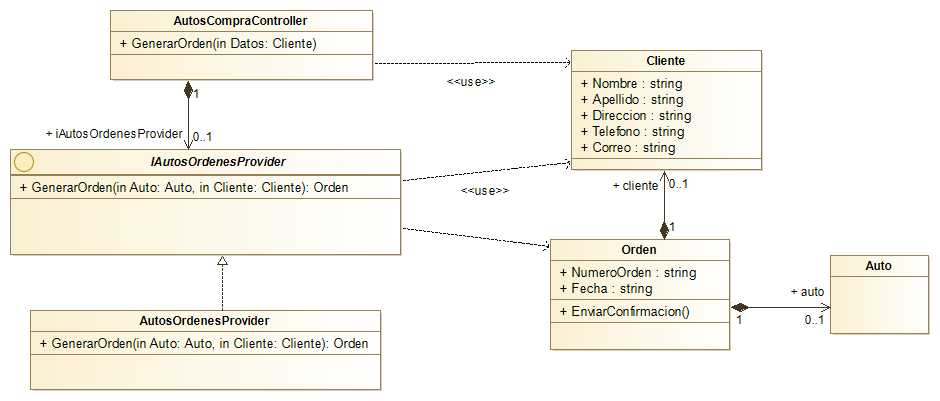 AutosCompraController
+ GenerarOrden(in Datos: Cliente)
1
+ iAutosOrdenesProvider
0..1
<<use>>
Cliente
+ Nombre : string
+ Apellido : string
+ Direccion : string
+ Telefono : string
+ Correo : string
IAutosOrdenesProvider
+ GenerarOrden(in Auto: Auto, in Cliente: Cliente): Orden
<<use>>
+ cliente
0..1
1
Orden
+ NumeroOrden : string
+ Fecha : string
+ EnviarConfirmacion()
1
+ auto
0..1
Auto
AutosOrdenesProvider
+ GenerarOrden(in Auto: Auto, in Cliente: Cliente): Orden